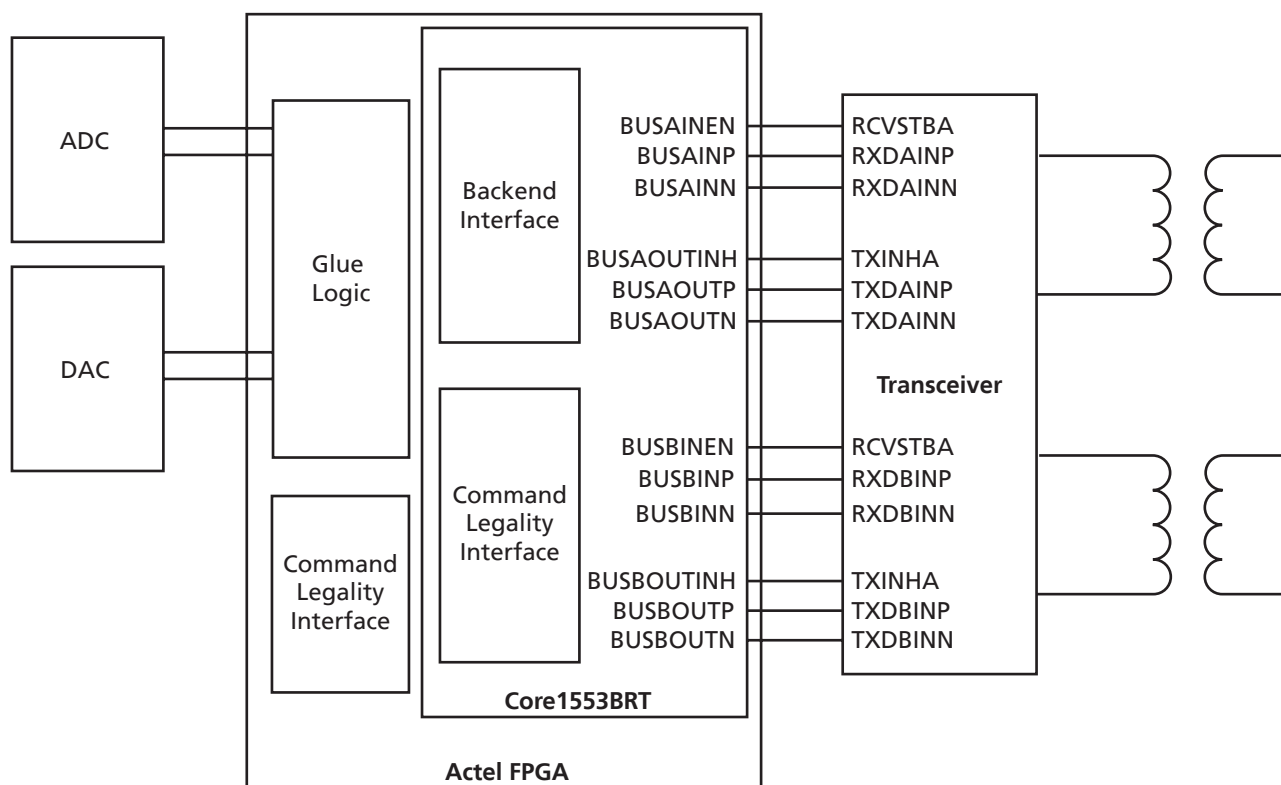 ADC
DAC
Glue
Logic
Command
Legality
Interface
Backend
Interface
Command
Legality
Interface
BUSAINEN
BUSAINP
BUSAINN
BUSAOUTINH
BUSAOUTP
BUSAOUTN
BUSBINEN
BUSBINP
BUSBINN
BUSBOUTINH
BUSBOUTP
BUSBOUTN
Core1553BRT
Actel FPGA
RCVSTBA
RXDAINP
RXDAINN
TXINHA
TXDAINP
TXDAINN
Transceiver
RCVSTBA
RXDBINP
RXDBINN
TXINHA
TXDBINP
TXDBINN